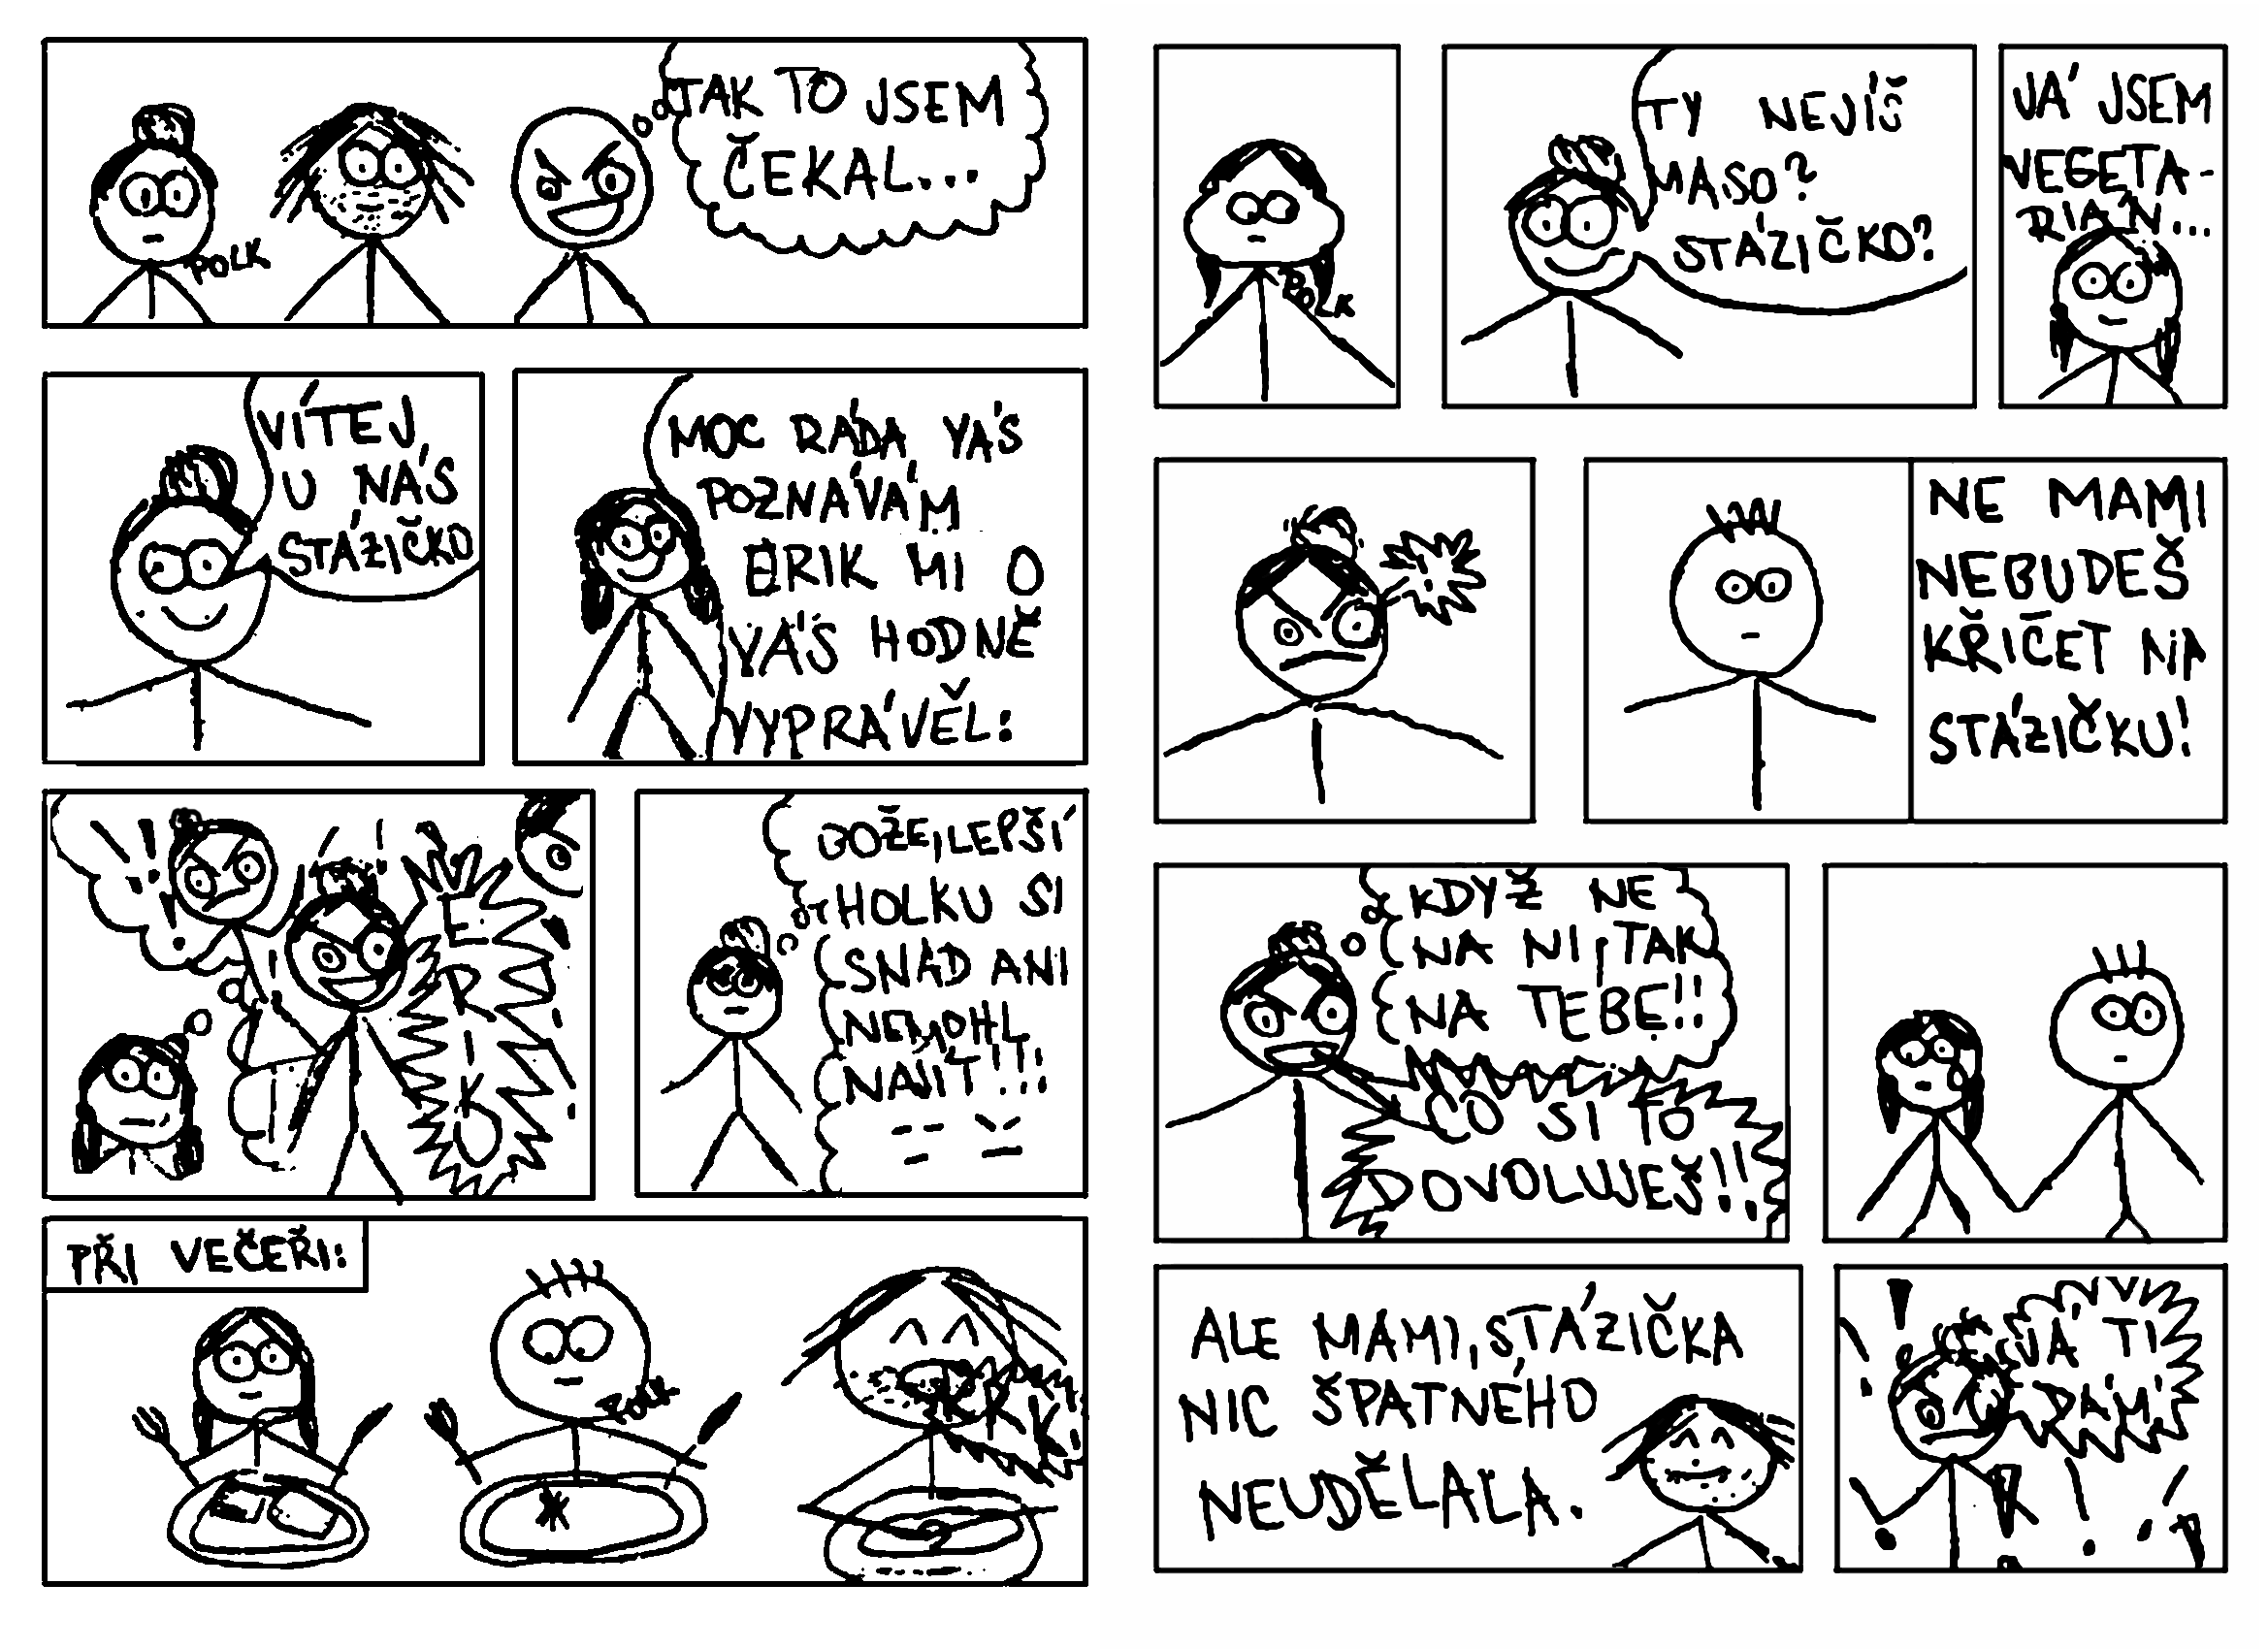 POLK
TAK TO JSEM
ČEKAL...
VÍTEJ,
U NÁS
STÁZIČKO
MOC RÁDA VÁS
POZNÁVÁM
ERIK MI O
VÁS HODNĚ
VYPRÁVĚL:
ERIKU
BOŽE, LEPŠÍ
HOLKU SI
SNAD ANI
NEMOHL
NAJÍT!!!
PŘI VEČEŘI:
POLK
POLK
TY NEJÍŠ
MASO?
STÁZIČKO?
JÁ JSEM
VEGETA-
RIÁN...
NE MAMI
NEBUDEŠ
KŘIČET NA
STÁZIČKU!
KDYŽ NE
NA NI, TAK
NA TEBE!!
CO SI TO
DOVOLUJEŠ!!
ALE MAMI, STÁZIČKA
NIC ŠPATNÉHO
NEUDĚLALA.
JÁ TI
DÁM!